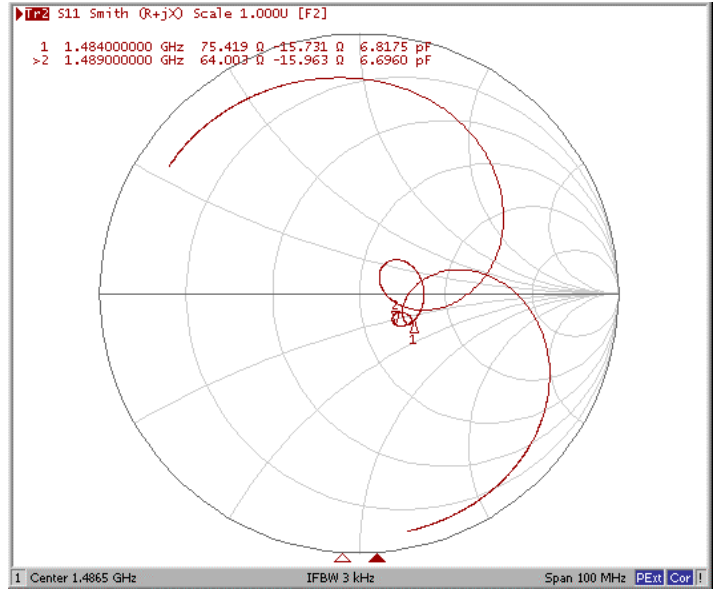 Tr2 S11 Smith (R+jX) Scale 1.000U [F2]
1 1.484000000 GHz 75.419 Ω -15.731 Ω 6.8175 pF
>2 1.489000000 GHz 64.003 Ω -15.963 Ω 6.6960 pF
2
1
1 Center 1.4865 GHz IFBW 3 kHz Span 100 MHz PExt Cor !